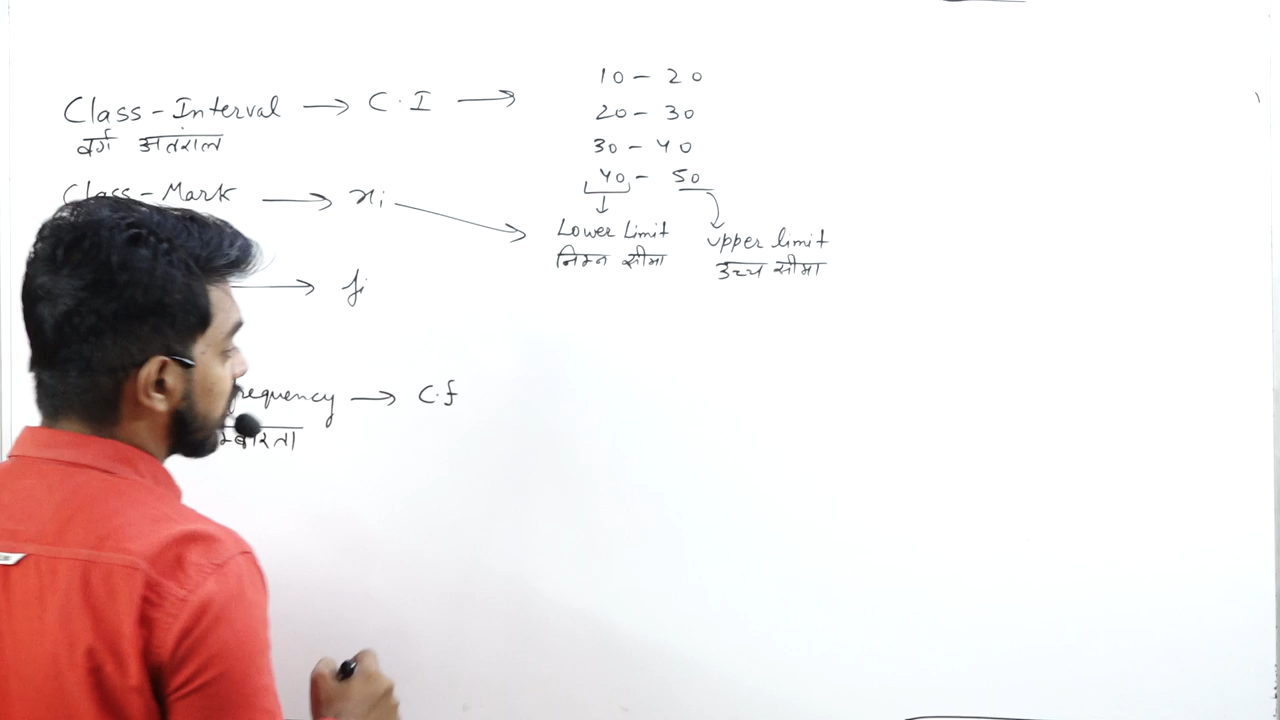 Class-Interval → C.I →
वर्ग अतंराल
10 - 20
20 - 30
30 - 40
40 - 50
Lower Limit
निम्न सीमा
upper limit
उच्च सीमा
Class-Mark → xi
→ fi
requency → C.f